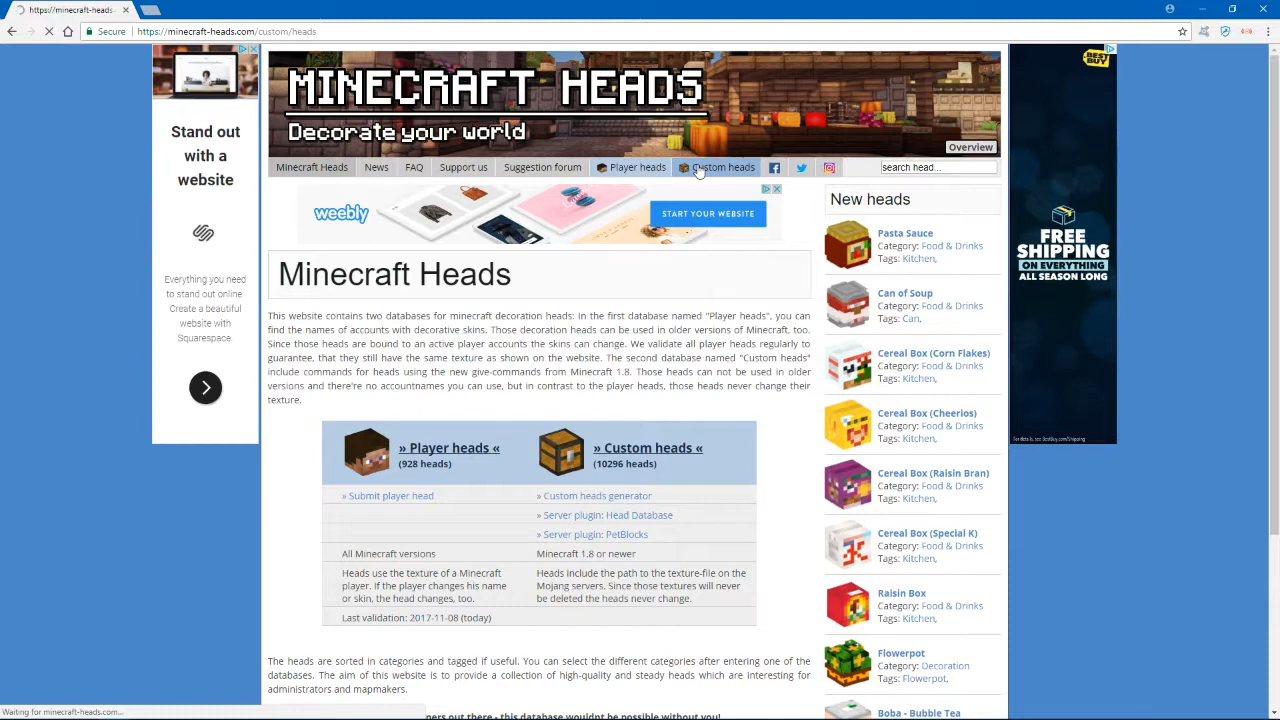 https://minecraft-heads-
Secure
https://minecraft-heads.com/custom/heads
MINECRAFT HEADS
Decorate your world
Overview
Minecraft Heads
News
FAQ
Support us
Suggestion forum
Player heads
Custom heads
search head...
Stand out
with a
website
Everything you need
to stand out online.
Create a beautiful
website with
Squarespace.
weebly
START YOUR WEBSITE
Minecraft Heads
This website contains two databases for minecraft decoration heads: In the first database named "Player heads", you can
find the names of accounts with decorative skins. Those decoration heads can be used in older versions of Minecraft, too.
Since those heads are bound to an active player accounts the skins can change. We validate all player heads regularly to
guarantee, that they still have the same texture as shown on the website. The second database named "Custom heads"
include commands for heads using the new give-commands from Minecraft 1.8. Those heads can not be used in older
versions and there're no accountnames you can use, but in contrast to the player heads, those heads never change their
texture.
» Player heads «
(928 heads)
» Custom heads «
(10296 heads)
» Submit player head
» Custom heads generator
» Server plugin: Head Database
» Server plugin: PetBlocks
All Minecraft versions
Minecraft 1.8 or newer
Heads use the texture of a Minecraft
player. If the player changes his name
or skin, the head changes, too.
Heads include the path to the texture-file on the
Mojang servers. Since those textures will never
be deleted the heads never change.
Last validation: 2017-11-08 (today)
The heads are sorted in categories and tagged if useful. You can select the different categories after entering one of the
databases. The aim of this website is to provide a collection of high-quality and steady heads which are interesting for
administrators and mapmakers.
ners out there - this database wouldnt be possible without you!
New heads
Pasta Sauce
Category: Food & Drinks
Tags: Kitchen,
Can of Soup
Category: Food & Drinks
Tags: Can,
Cereal Box (Corn Flakes)
Category: Food & Drinks
Tags: Kitchen,
Cereal Box (Cheerios)
Category: Food & Drinks
Tags: Kitchen,
Cereal Box (Raisin Bran)
Category: Food & Drinks
Tags: Kitchen,
Cereal Box (Special K)
Category: Food & Drinks
Tags: Kitchen,
Raisin Box
Category: Food & Drinks
Tags: Kitchen,
Flowerpot
Category: Decoration
Tags: Flowerpot,
Boba - Bubble Tea
BEST
BUY
FREE
SHIPPING
ON EVERYTHING
ALL SEASON LONG
For details, see BestBuy.com/Shipping
Waiting for minecraft-heads.com...